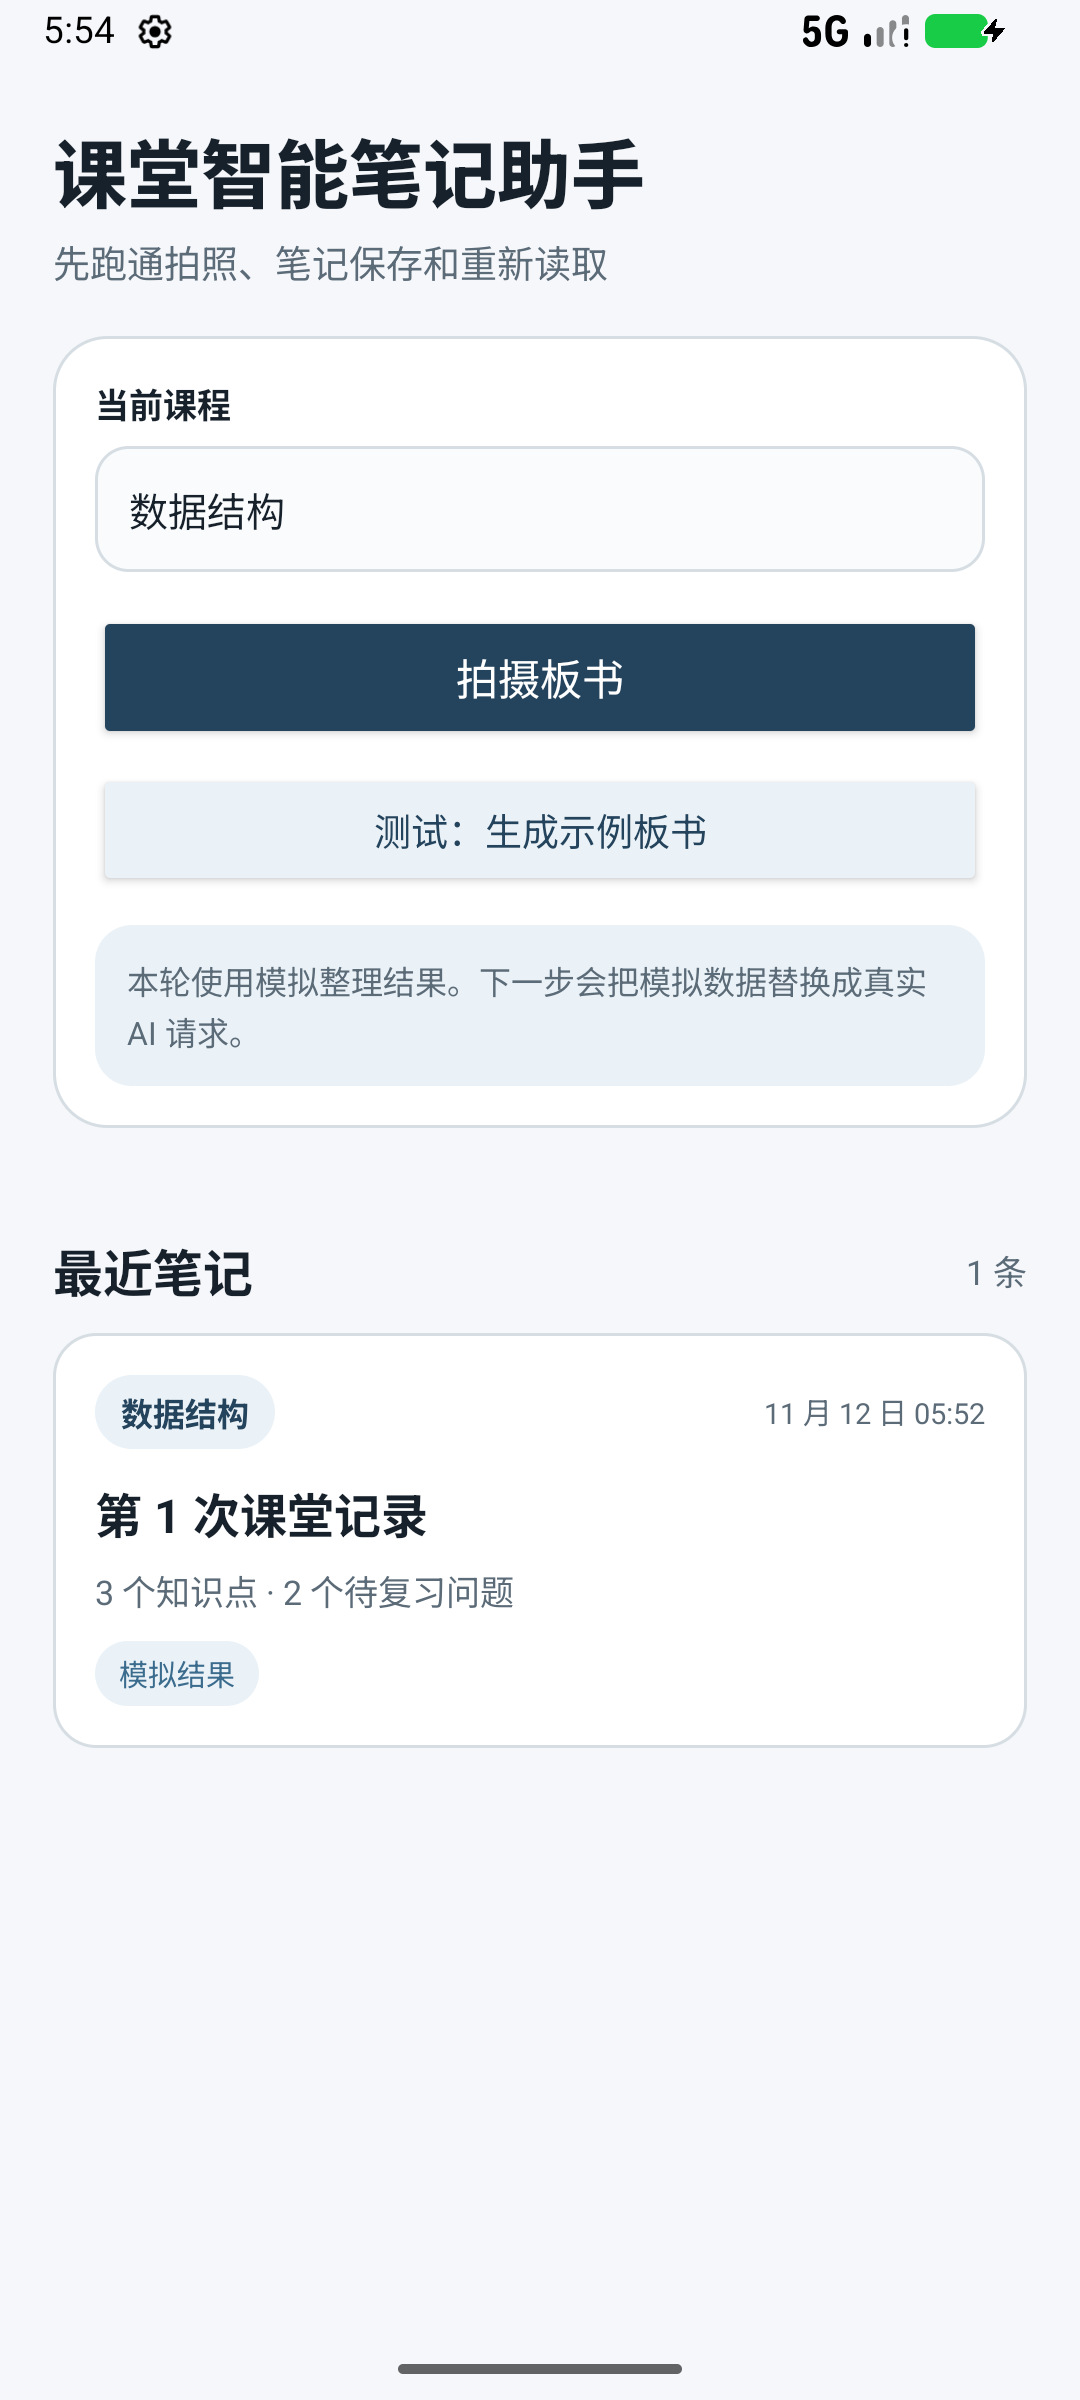 5:54
5G
课堂智能笔记助手
先跑通拍照、笔记保存和重新读取
当前课程
数据结构
拍摄板书
测试：生成示例板书
本轮使用模拟整理结果。下一步会把模拟数据替换成真实
AI 请求。
最近笔记
1 条
数据结构
11 月 12 日 05:52
第 1 次课堂记录
3 个知识点 · 2 个待复习问题
模拟结果